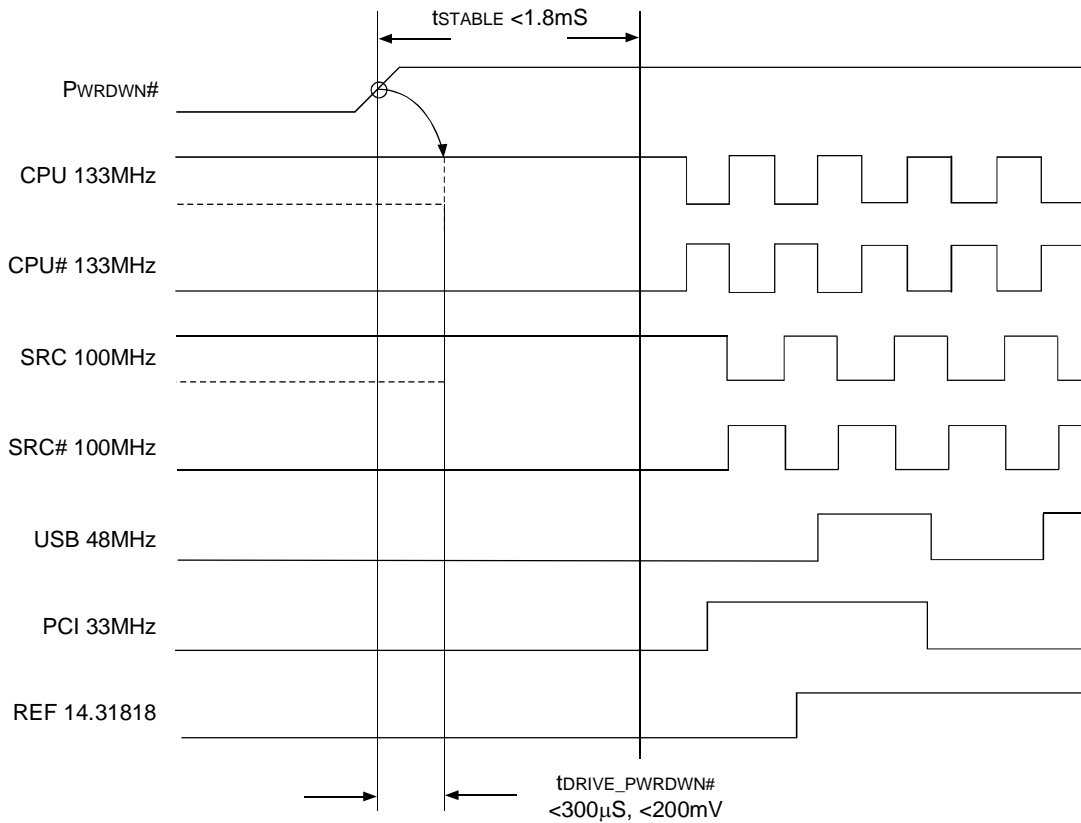 tSTABLE <1.8mS
PWRDWN#
CPU 133MHz
CPU# 133MHz
SRC 100MHz
SRC# 100MHz
USB 48MHz
PCI 33MHz
REF 14.31818
tDRIVE_PWRDWN#
<300μS, <200mV